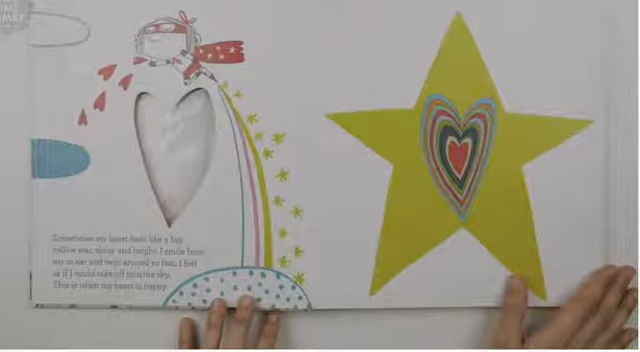 Sometimes my heart feels like a big
yellow star, shiny and bright. I smile from
ear to ear and twirl around so fast, I feel
as if I could take off into the sky.
This is when my heart is happy.